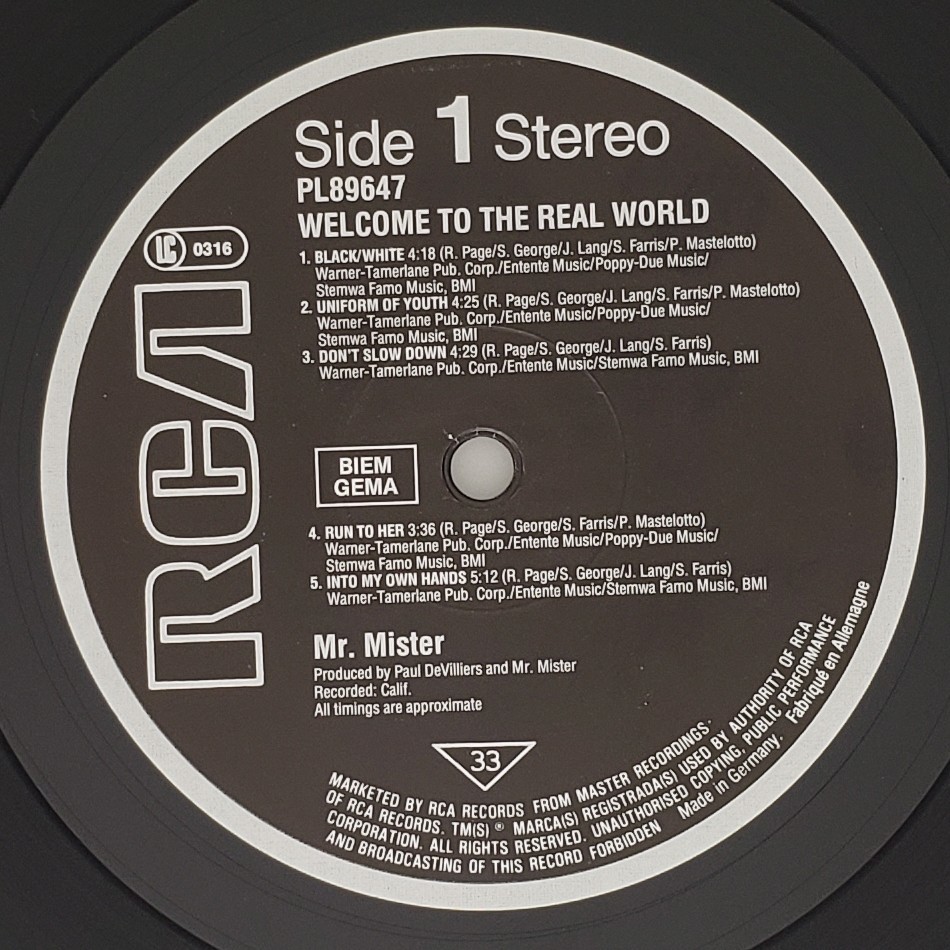 Side 1 Stereo
PL89647
WELCOME TO THE REAL WORLD
LC 0316
1. BLACK/WHITE 4:18 (R. Page/S. George/J. Lang/S. Farris/P. Mastelotto)
Warner-Tamerlane Pub. Corp./Entente Music/Poppy-Due Music/
Stemwa Famo Music, BMI
2. UNIFORM OF YOUTH 4:25 (R. Page/S. George/J. Lang/S. Farris/P. Mastelotto)
Warner-Tamerlane Pub. Corp./Entente Music/Poppy-Due Music/
Stemwa Famo Music, BMI
3. DON'T SLOW DOWN 4:29 (R. Page/S. George/J. Lang/S. Farris)
Warner-Tamerlane Pub. Corp./Entente Music/Stemwa Famo Music, BMI
RCA
BIEM
GEMA
4. RUN TO HER 3:36 (R. Page/S. George/S. Farris/P. Mastelotto)
Warner-Tamerlane Pub. Corp./Entente Music/Poppy-Due Music/
Stemwa Famo Music, BMI
5. INTO MY OWN HANDS 5:12 (R. Page/S. George/J. Lang/S. Farris)
Warner-Tamerlane Pub. Corp./Entente Music/Stemwa Famo Music, BMI
Mr. Mister
Produced by Paul DeVilliers and Mr. Mister
Recorded: Calif.
All timings are approximate
33
MARKETED BY RCA RECORDS FROM MASTER RECORDINGS
OF RCA RECORDS. TM(S) ® MARCA(S) REGISTRADA(S) USED BY AUTHORITY OF RCA
CORPORATION. ALL RIGHTS RESERVED. UNAUTHORISED COPYING, PUBLIC PERFORMANCE
AND BROADCASTING OF THIS RECORD FORBIDDEN Made in Germany. Fabriqué en Allemagne